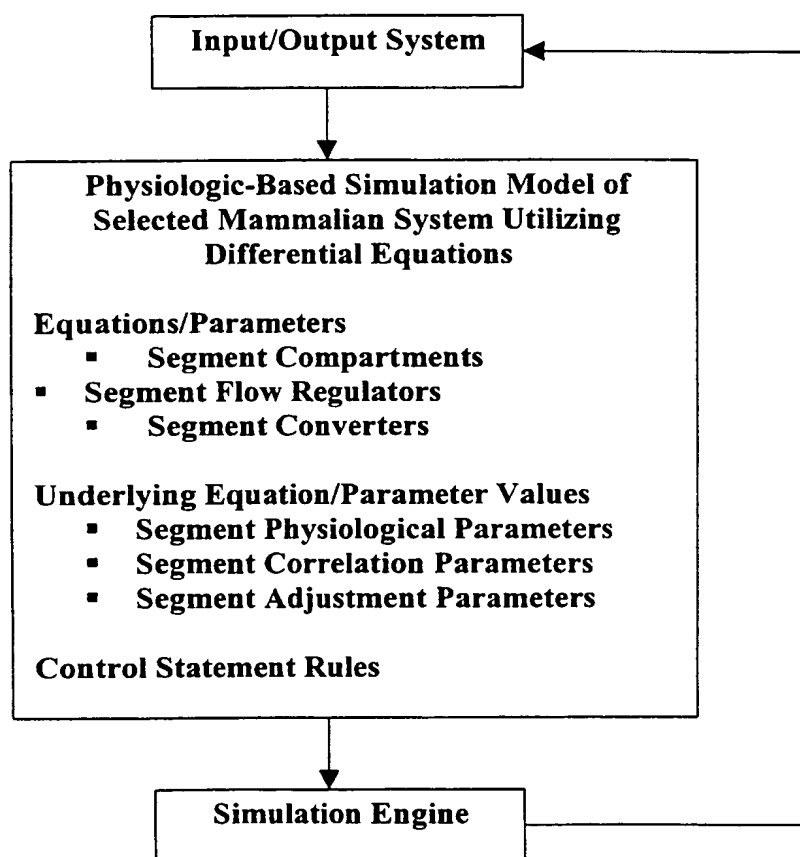 Input/Output System
Physiologic-Based Simulation Model of
Selected Mammalian System Utilizing
Differential Equations
Equations/Parameters
▪ Segment Compartments
▪ Segment Flow Regulators
▪ Segment Converters
Underlying Equation/Parameter Values
▪ Segment Physiological Parameters
▪ Segment Correlation Parameters
▪ Segment Adjustment Parameters
Control Statement Rules
Simulation Engine